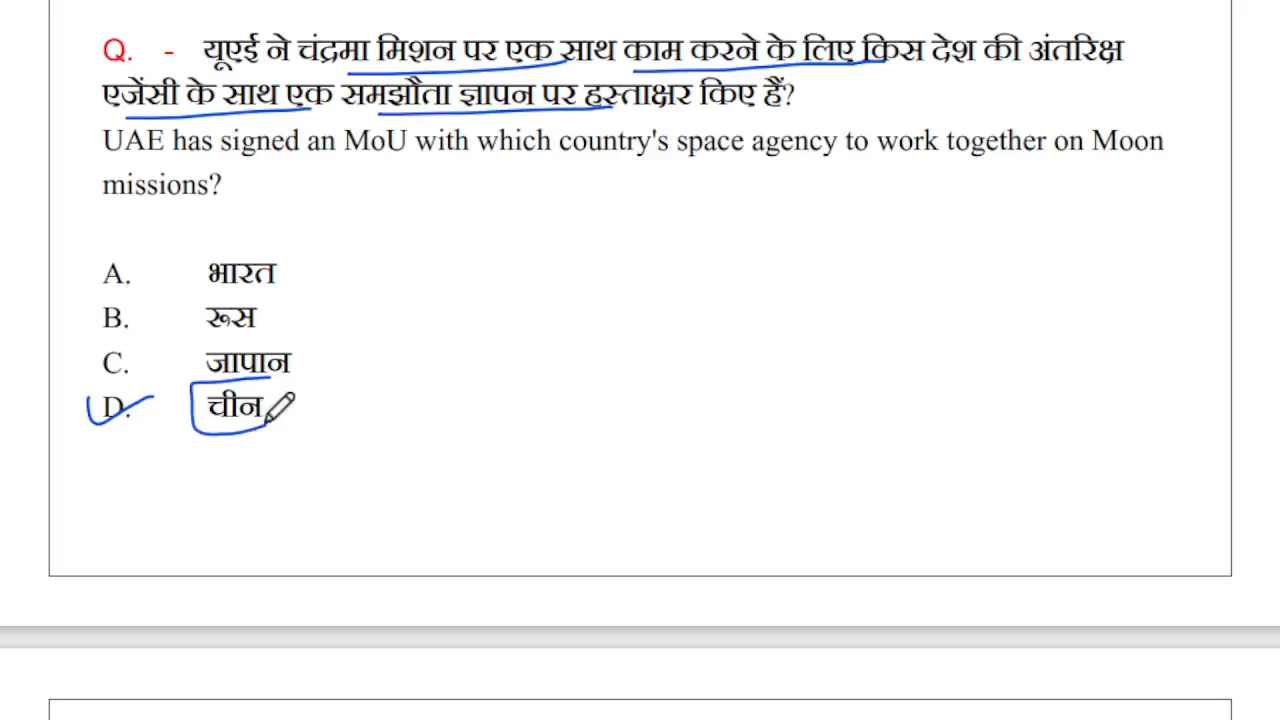 Q. - यूएई ने चंद्रमा मिशन पर एक साथ काम करने के लिए किस देश की अंतरिक्ष
एजेंसी के साथ एक समझौता ज्ञापन पर हस्ताक्षर किए हैं?
UAE has signed an MoU with which country's space agency to work together on Moon
missions?
A. भारत
B. रूस
C. जापान
D. चीन